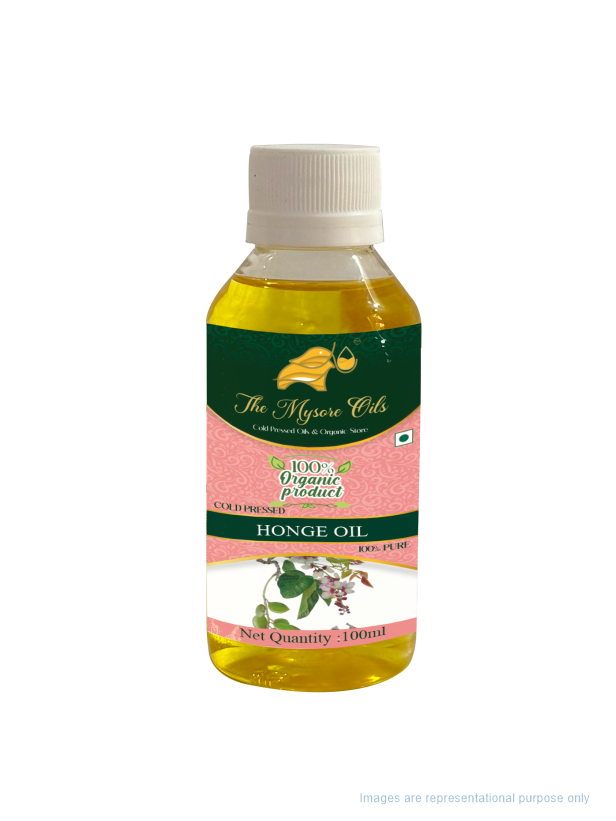 The Mysore Oils
Cold Pressed Oils & Organic Store
100%
Organic
product
COLD PRESSED
HONGE OIL
100% PURE
Net Quantity :100ml
Images are representational purpose only